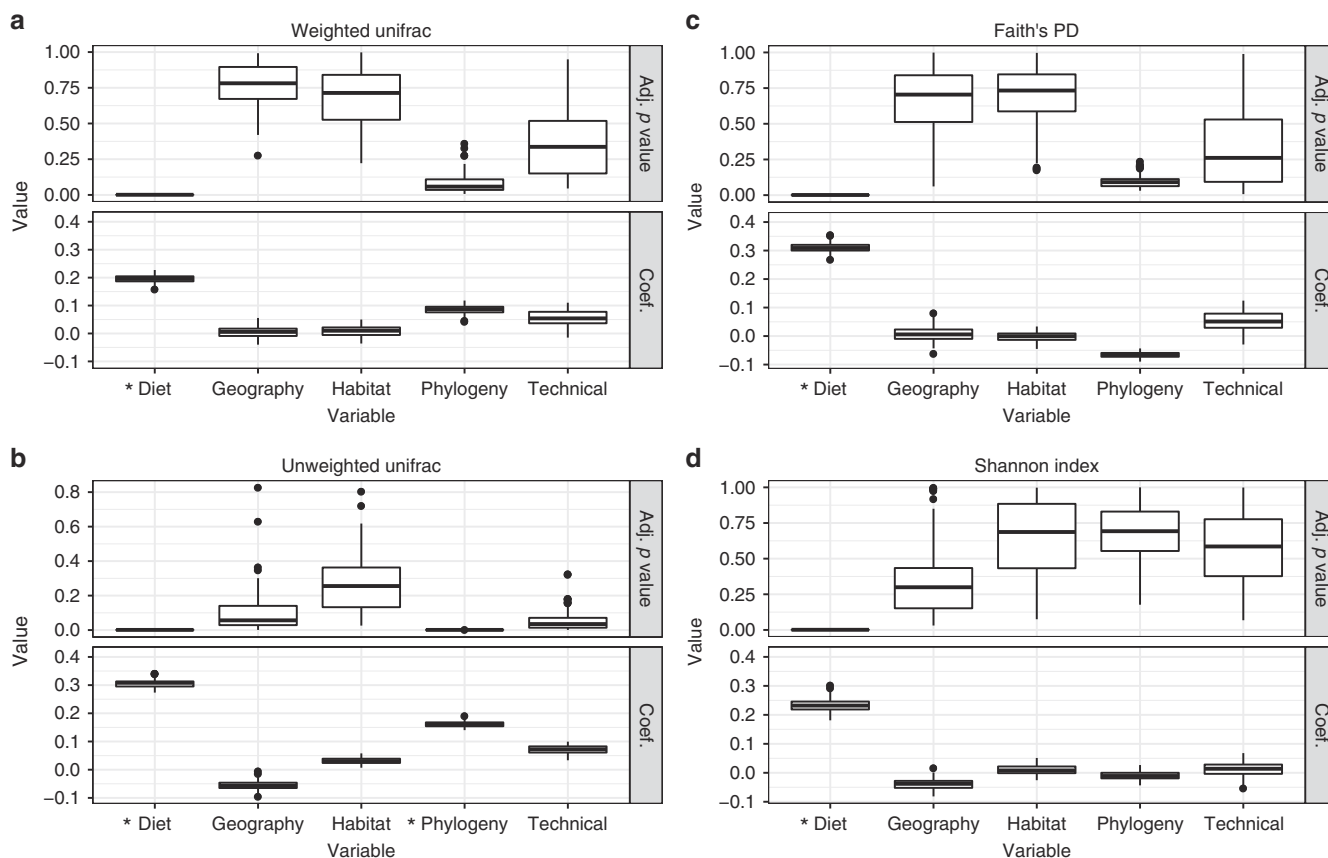 a
Weighted unifrac
1.00
0.75
0.50
0.25
0.00
Adj. p value
0.4
0.3
0.2
0.1
0.0
−0.1
Coef.
Value
* Diet Geography Habitat Phylogeny Technical
Variable
b
Unweighted unifrac
0.8
0.6
0.4
0.2
0.0
Adj. p value
0.4
0.3
0.2
0.1
0.0
−0.1
Coef.
Value
* Diet Geography Habitat * Phylogeny Technical
Variable
c
Faith's PD
1.00
0.75
0.50
0.25
0.00
Adj. p value
0.4
0.3
0.2
0.1
0.0
−0.1
Coef.
Value
* Diet Geography Habitat Phylogeny Technical
Variable
d
Shannon index
1.00
0.75
0.50
0.25
0.00
Adj. p value
0.4
0.3
0.2
0.1
0.0
−0.1
Coef.
Value
* Diet Geography Habitat Phylogeny Technical
Variable